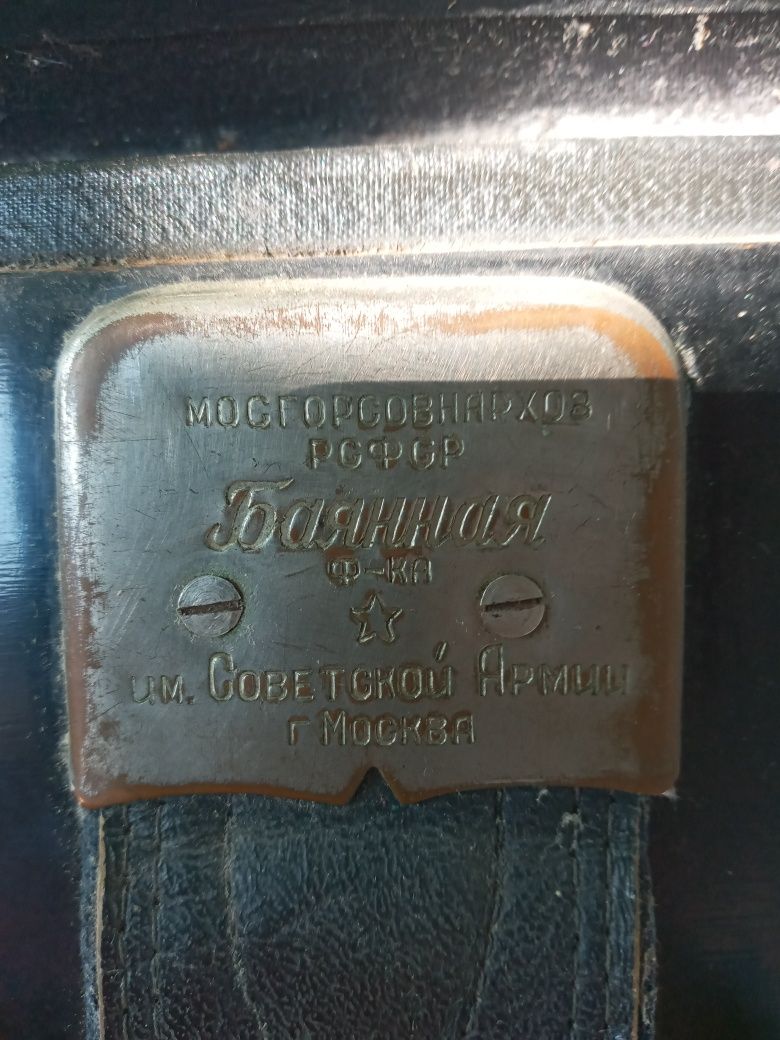 МОСГОРСОВНАРХОЗ
РСФСР
Баянная
Ф-КА
им. Советской Армии
г Москва